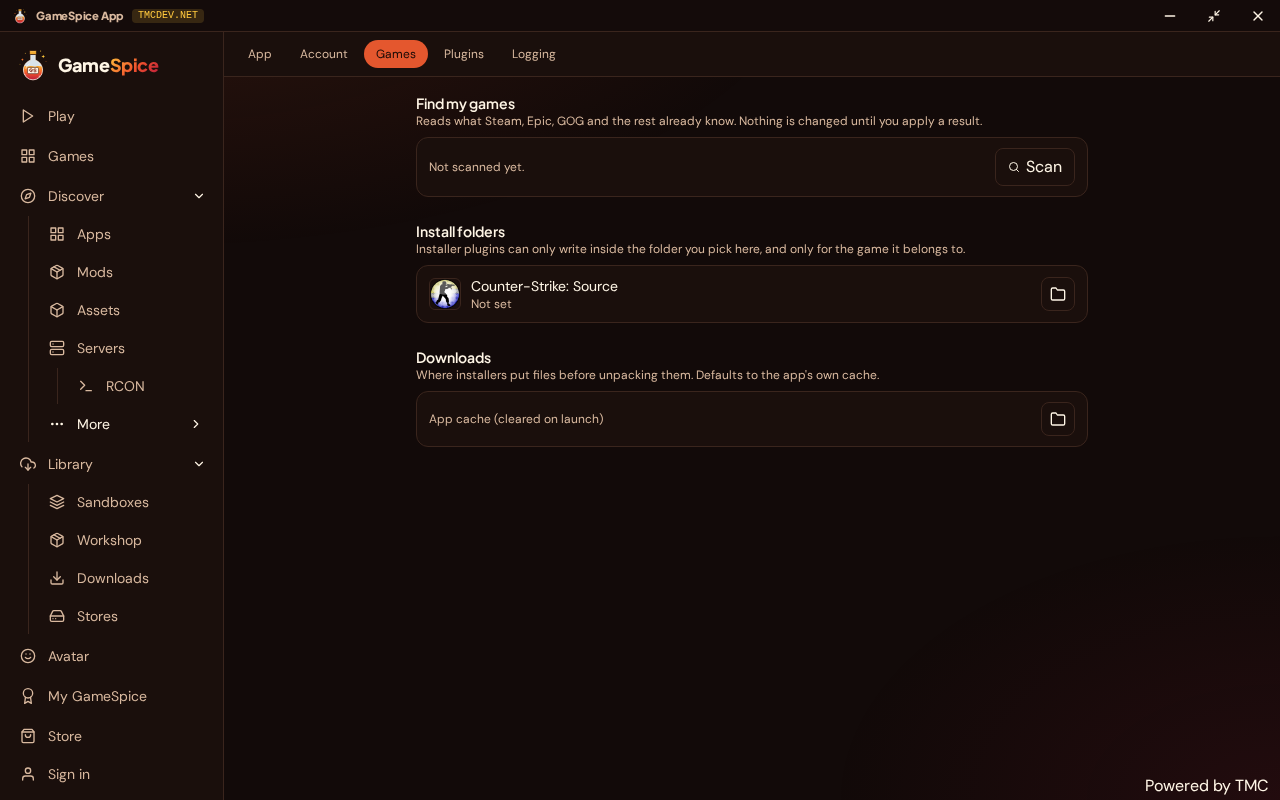 GameSpice App TMCDEV.NET
GameSpice
Play
Games
Discover
Apps
Mods
Assets
Servers
RCON
More
Library
Sandboxes
Workshop
Downloads
Stores
Avatar
My GameSpice
Store
Sign in
App Account Games Plugins Logging
Find my games
Reads what Steam, Epic, GOG and the rest already know. Nothing is changed until you apply a result.
Not scanned yet. Scan
Install folders
Installer plugins can only write inside the folder you pick here, and only for the game it belongs to.
Counter-Strike: Source
Not set
Downloads
Where installers put files before unpacking them. Defaults to the app's own cache.
App cache (cleared on launch)
Powered by TMC